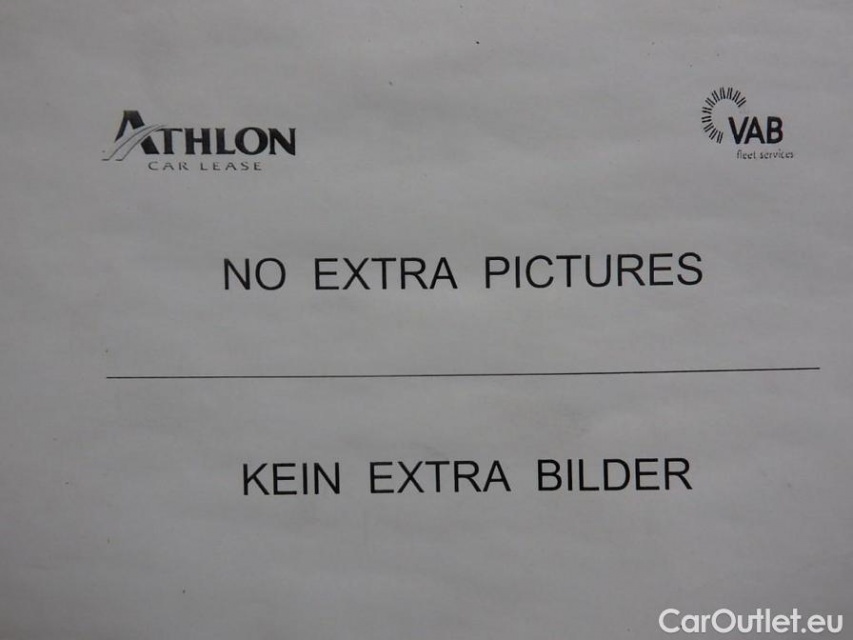 ATHLON
CAR LEASE
VAB
fleet services
NO EXTRA PICTURES
KEIN EXTRA BILDER
CarOutlet.eu